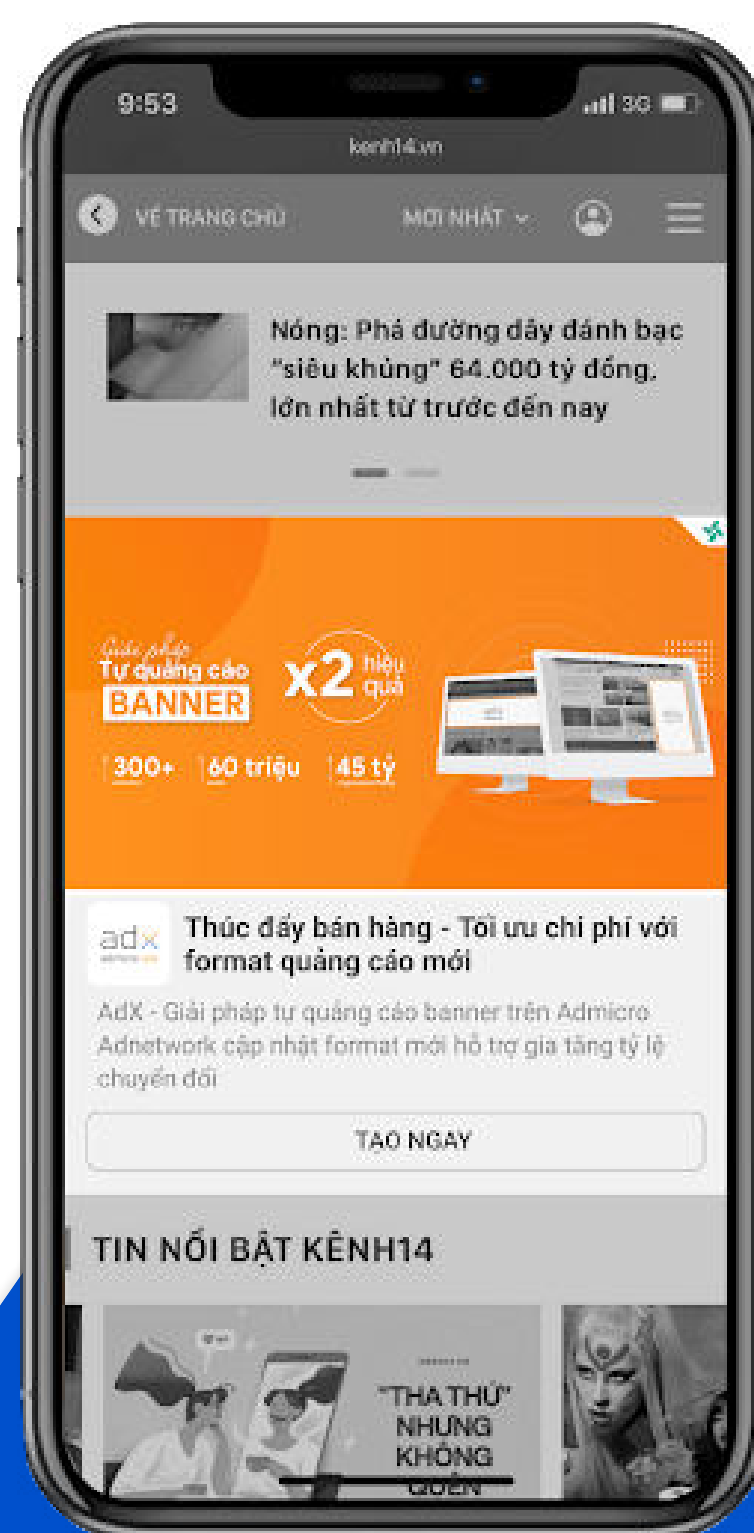 9:53
3G
kenh14.vn
VỀ TRANG CHỦ
MỚI NHẤT
Nóng: Phá đường dây đánh bạc
"siêu khủng" 64.000 tỷ đồng,
lớn nhất từ trước đến nay
Giải pháp
Tự quảng cáo
BANNER
x2 hiệu
quả
300+ 60 triệu 45 tỷ
adx
Thúc đẩy bán hàng - Tối ưu chi phí với
format quảng cáo mới
AdX - Giải pháp tự quảng cáo banner trên Admicro
Adnetwork cập nhật format mới hỗ trợ gia tăng tỷ lệ
chuyển đổi
TẠO NGAY
TIN NỔI BẬT KÊNH14
"THA THỨ"
NHƯNG
KHÔNG
QUÊN